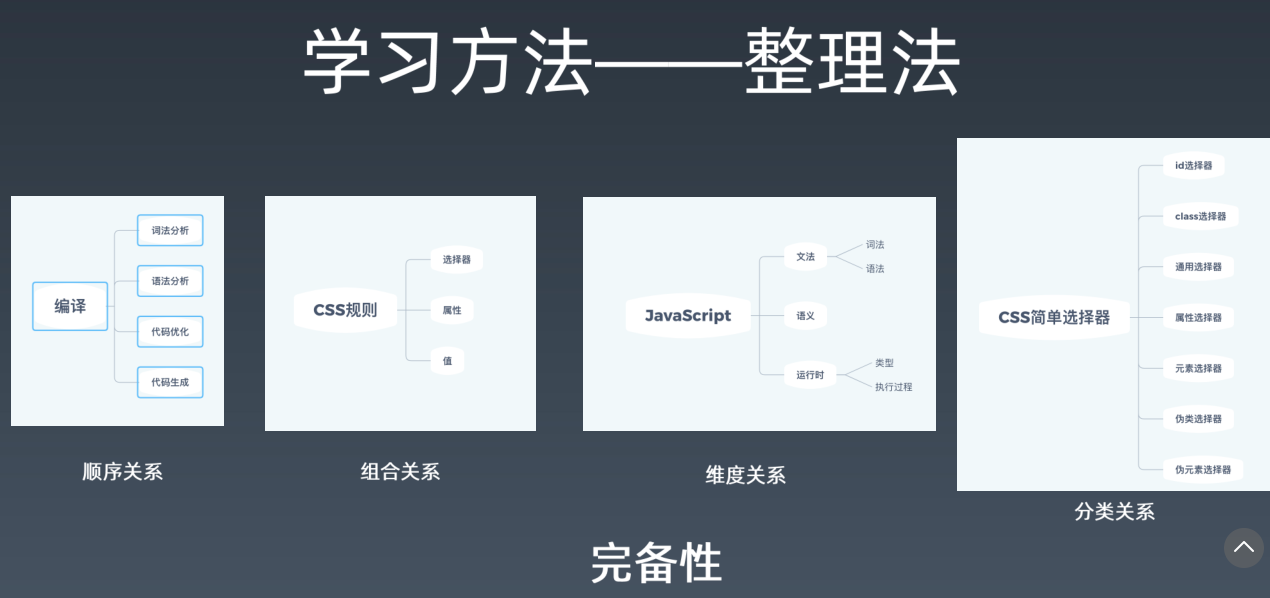 学习方法——整理法
编译
词法分析
语法分析
代码优化
代码生成
顺序关系
CSS规则
选择器
属性
值
组合关系
JavaScript
文法
词法
语法
语义
运行时
类型
执行过程
维度关系
CSS简单选择器
id选择器
class选择器
通用选择器
属性选择器
元素选择器
伪类选择器
伪元素选择器
分类关系
完备性